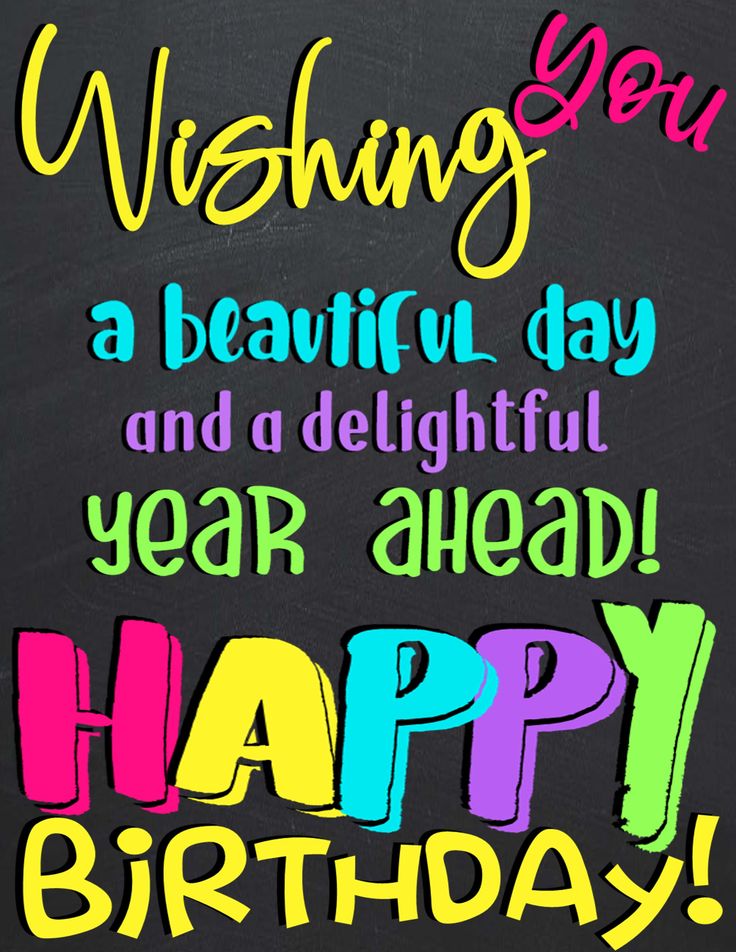 Wishing you
a beautiful day
and a delightful
year ahead!
HAPPY
BiRTHDAY!